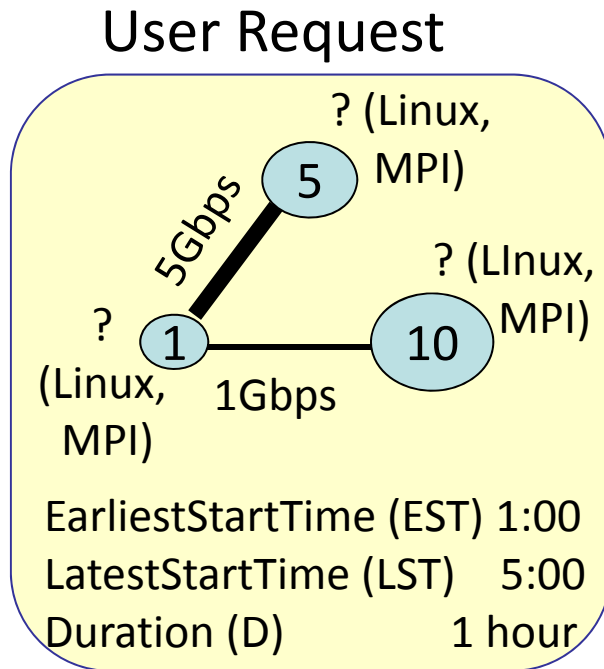 User Request
? (Linux,
MPI)
5
5Gbps
? (LInux,
MPI)
?
1
10
(Linux,
MPI)
1Gbps
EarliestStartTime (EST) 1:00
LatestStartTime (LST) 5:00
Duration (D) 1 hour